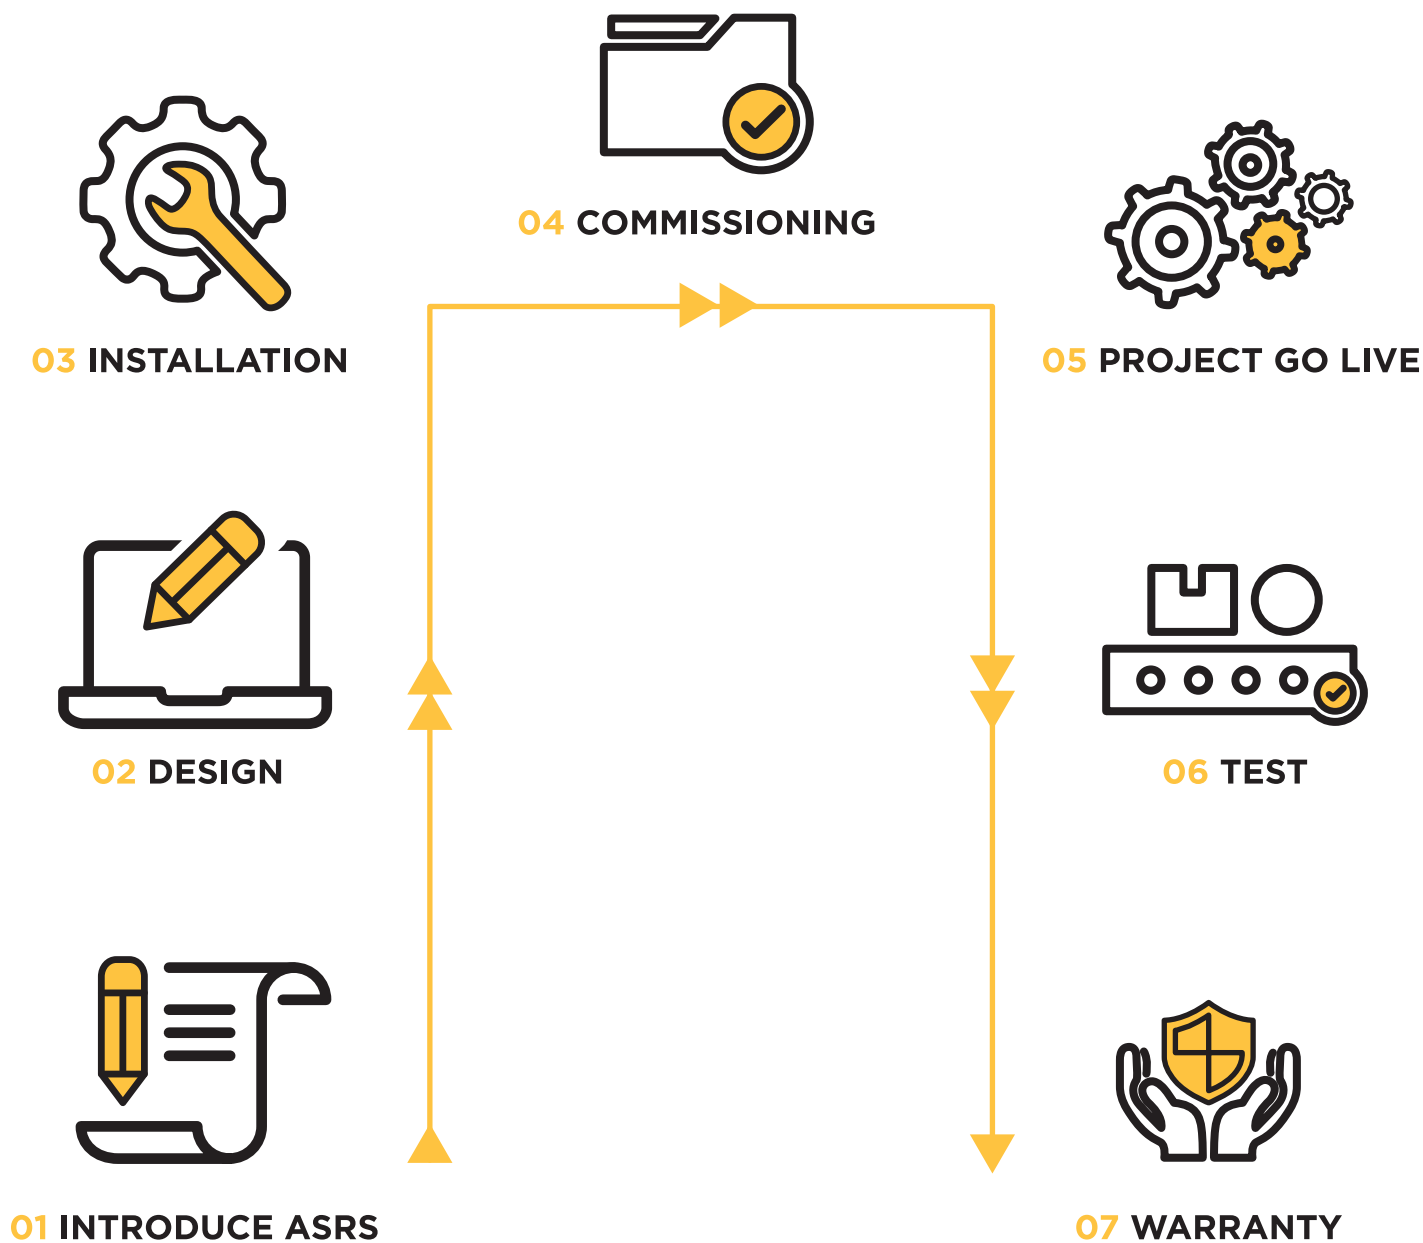 04 COMMISSIONING
03 INSTALLATION
05 PROJECT GO LIVE
02 DESIGN
06 TEST
01 INTRODUCE ASRS
07 WARRANTY